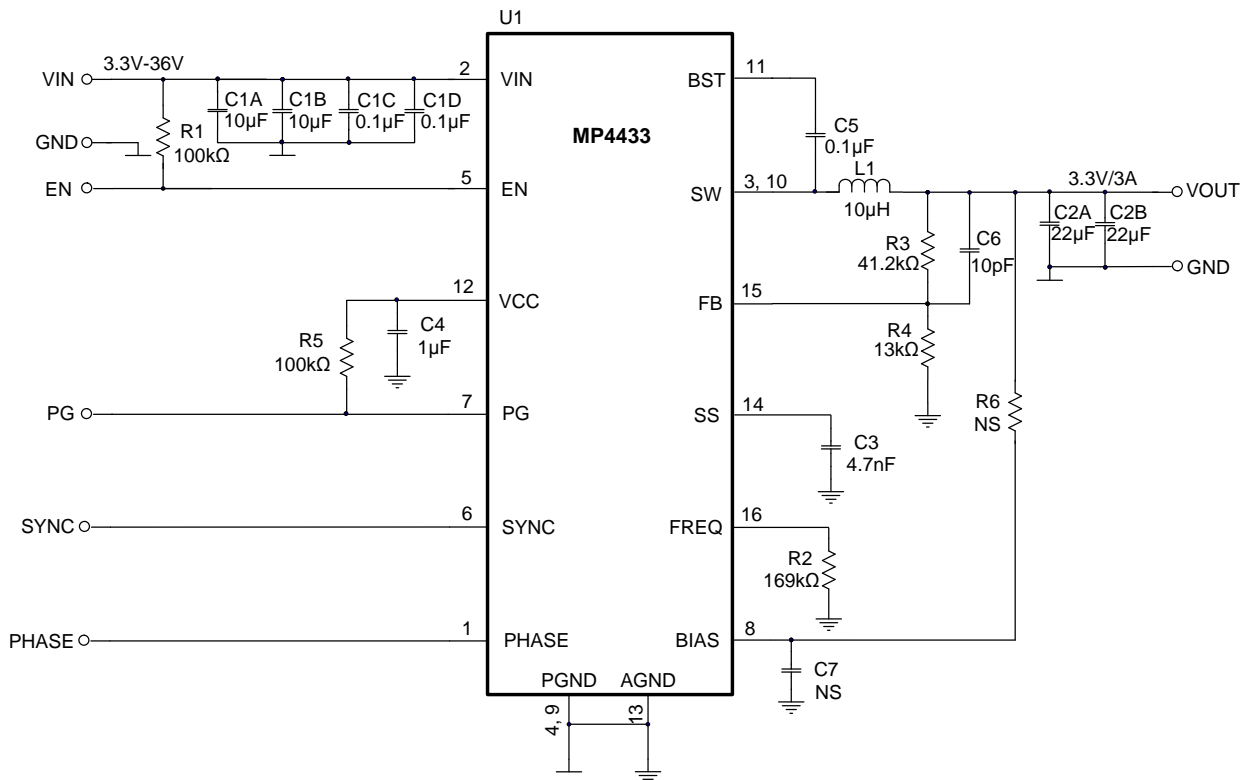 U1
VIN
3.3V-36V
2
VIN
BST
11
C1A
10µF
C1B
10µF
C1C
0.1µF
C1D
0.1µF
MP4433
C5
0.1µF
GND
R1
100kΩ
EN
5
EN
SW
3, 10
L1
10µH
3.3V/3A
VOUT
C2A
22µF
C2B
22µF
R3
41.2kΩ
C6
10pF
GND
12
VCC
FB
15
C4
1µF
R5
100kΩ
R4
13kΩ
PG
7
PG
SS
14
R6
NS
C3
4.7nF
SYNC
6
SYNC
FREQ
16
R2
169kΩ
PHASE
1
PHASE
BIAS
8
C7
NS
PGND
AGND
4, 9
13